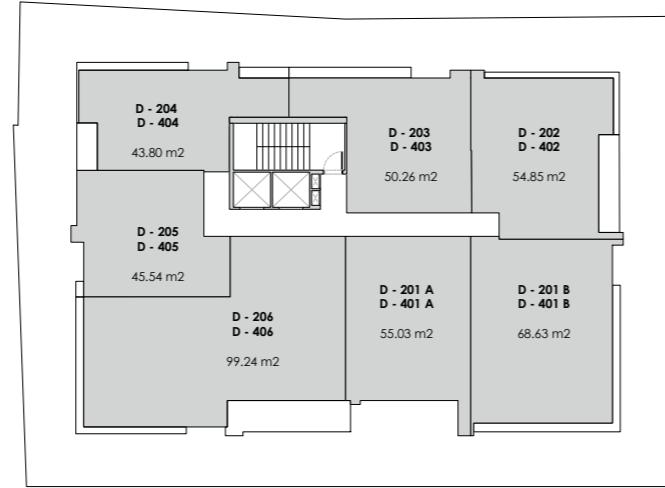 D - 204
D - 404
43.80 m2
D - 203
D - 403
50.26 m2
D - 202
D - 402
54.85 m2
D - 205
D - 405
45.54 m2
D - 206
D - 406
99.24 m2
D - 201 A
D - 401 A
55.03 m2
D - 201 B
D - 401 B
68.63 m2